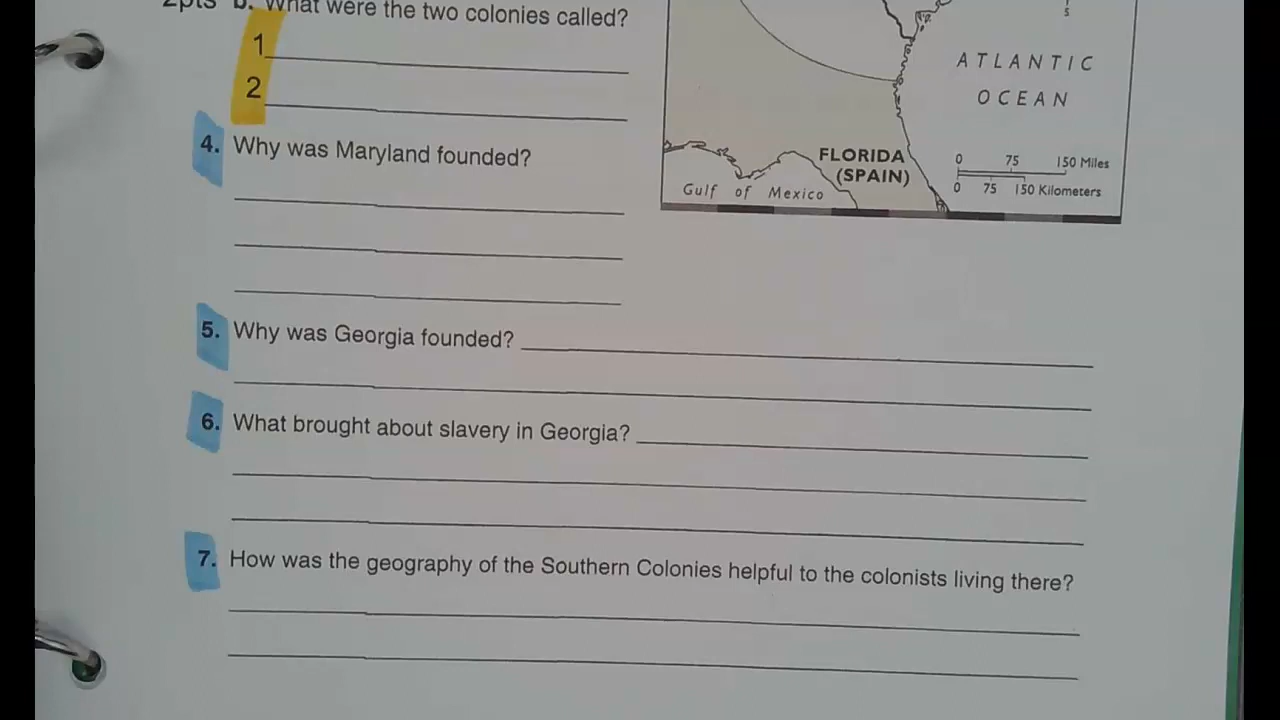 2pts b. What were the two colonies called?
1
2
4. Why was Maryland founded?
5. Why was Georgia founded?
6. What brought about slavery in Georgia?
7. How was the geography of the Southern Colonies helpful to the colonists living there?
S
ATLANTIC
OCEAN
FLORIDA
(SPAIN)
Gulf of Mexico
0 75 150 Miles
0 75 150 Kilometers